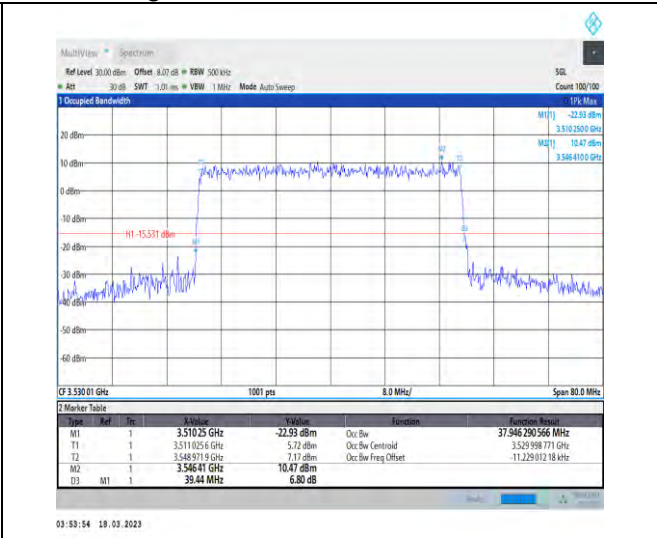 MultiView Spectrum
Ref Level 30.00 dBm Offset 8.07 dB RBW 500 kHz SGL
Att 30 dB SWT 1.01 ms VBW 1 MHz Mode Auto Sweep Count 100/100
1 Occupied Bandwidth 1Pk Max
M1[1] -22.93 dBm
3.510 250 0 GHz
M2[1] 10.47 dBm
3.546 410 0 GHz
M2
20 dBm
10 dBm
T1
T2
0 dBm
-10 dBm
H1 -15.531 dBm
D3
M1
-20 dBm
-30 dBm
-40 dBm
-50 dBm
-60 dBm
CF 3.530 01 GHz 1001 pts 8.0 MHz/ Span 80.0 MHz
2 Marker Table
Type Ref Trc X-Value Y-Value Function Function Result
M1 1 3.510 25 GHz -22.93 dBm Occ Bw 37.946 290 566 MHz
T1 1 3.511 025 6 GHz 5.72 dBm Occ Bw Centroid 3.529 998 771 GHz
T2 1 3.548 971 9 GHz 7.17 dBm Occ Bw Freq Offset -11.229 012 18 kHz
M2 1 3.546 41 GHz 10.47 dBm
D3 M1 1 39.44 MHz 6.80 dB
03:53:54 18.03.2023